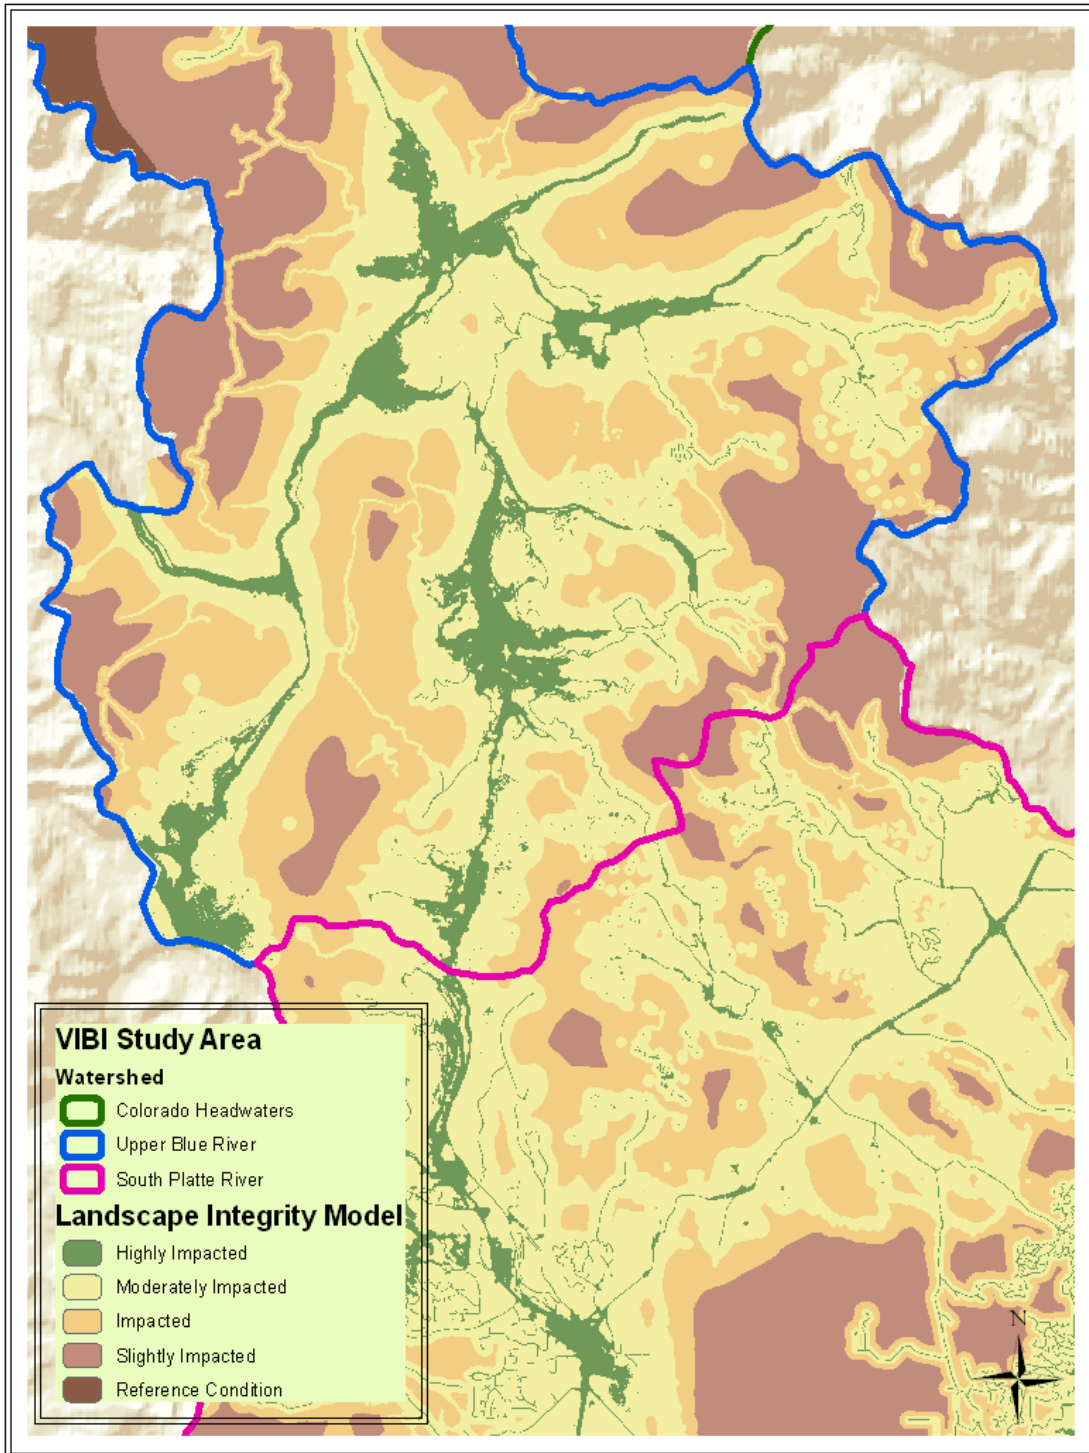 VIBI Study Area
Watershed
Colorado Headwaters
Upper Blue River
South Platte River
Landscape Integrity Model
Highly Impacted
Moderately Impacted
Impacted
Slightly Impacted
Reference Condition
N